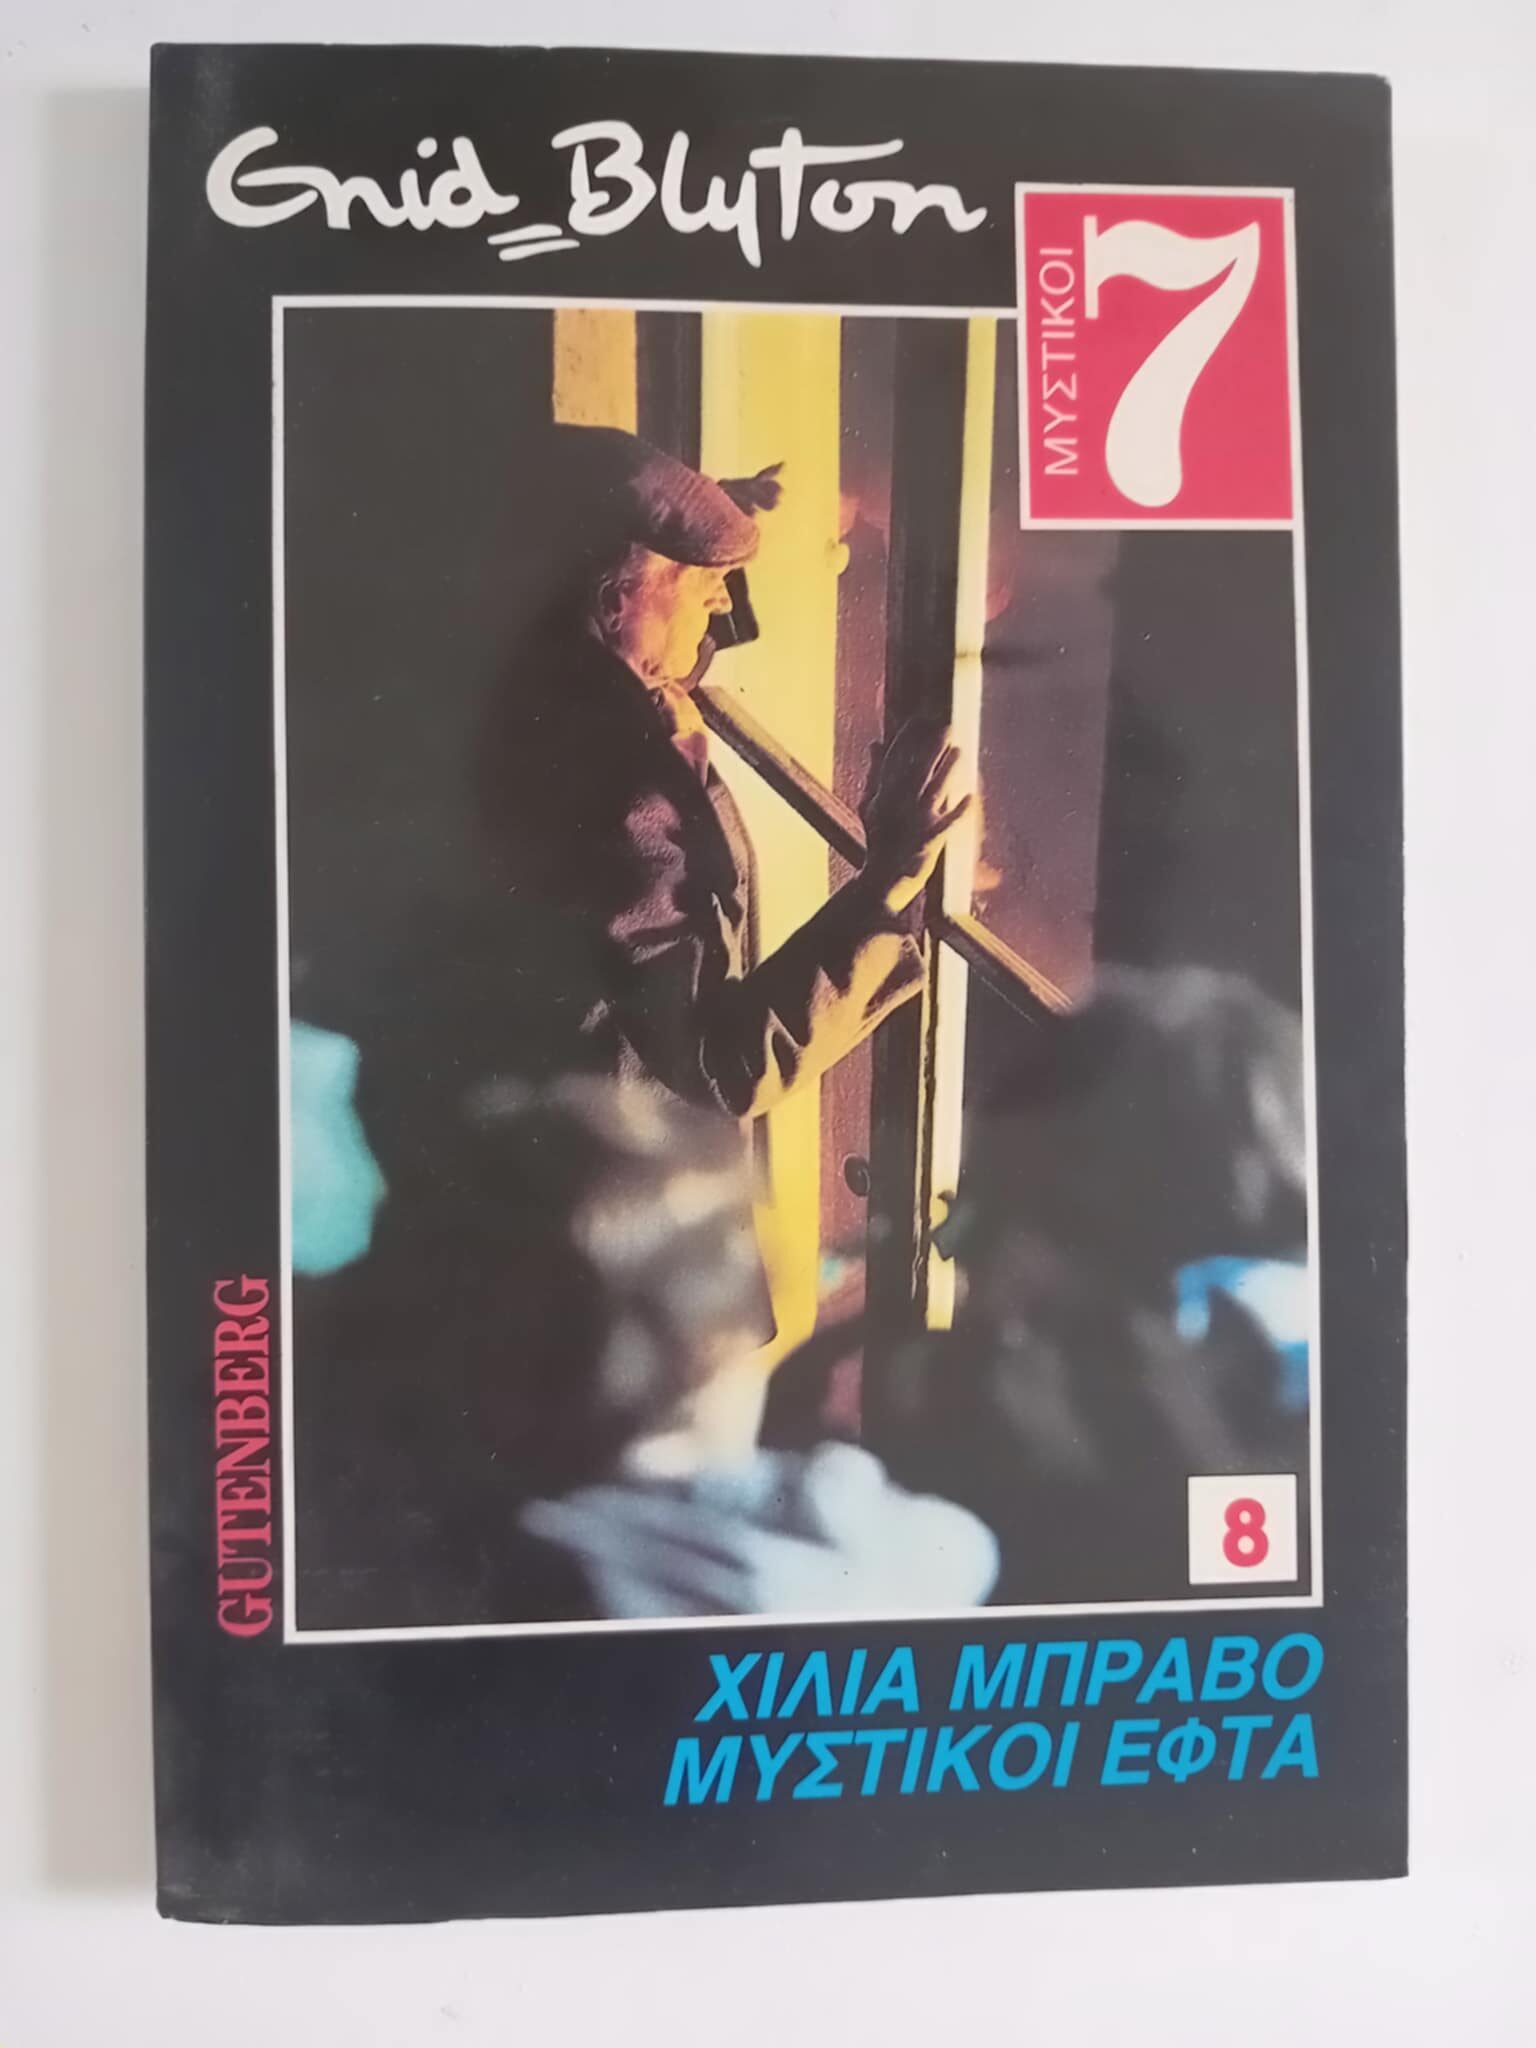 Enid Blyton
ΜΥΣΤΙΚΟΙ
7
GUTENBERG
8
ΧΙΛΙΑ ΜΠΡΑΒΟ
ΜΥΣΤΙΚΟΙ ΕΦΤΑ